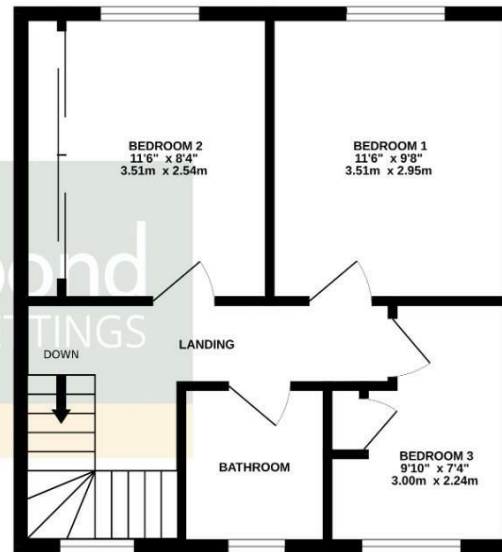 BEDROOM 2
11'6" x 8'4"
3.51m x 2.54m
BEDROOM 1
11'6" x 9'8"
3.51m x 2.95m
DOWN
LANDING
BATHROOM
BEDROOM 3
9'10" x 7'4"
3.00m x 2.24m